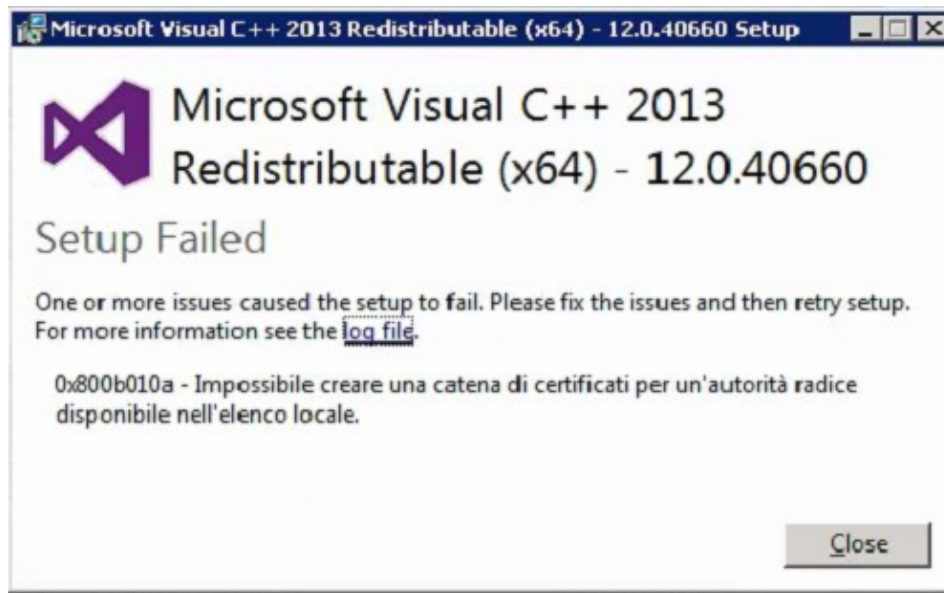 Microsoft Visual C++ 2013 Redistributable (x64) - 12.0.40660 Setup
Microsoft Visual C++ 2013
Redistributable (x64) - 12.0.40660
Setup Failed
One or more issues caused the setup to fail. Please fix the issues and then retry setup.
For more information see the log file.
0x800b010a - Impossibile creare una catena di certificati per un'autorità radice
disponibile nell'elenco locale.
Close